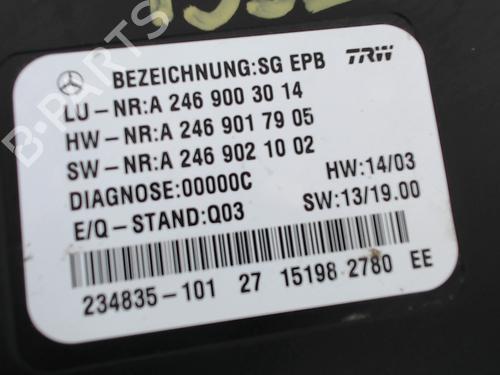 BEZEICHNUNG:SG EPB TRW
LU-NR:A 246 900 30 14
HW-NR:A 246 901 79 05
SW-NR:A 246 902 10 02
DIAGNOSE:00000C HW:14/03
E/Q-STAND:Q03 SW:13/19.00
234835-101 27 15198 2780 EE
B-PARTS